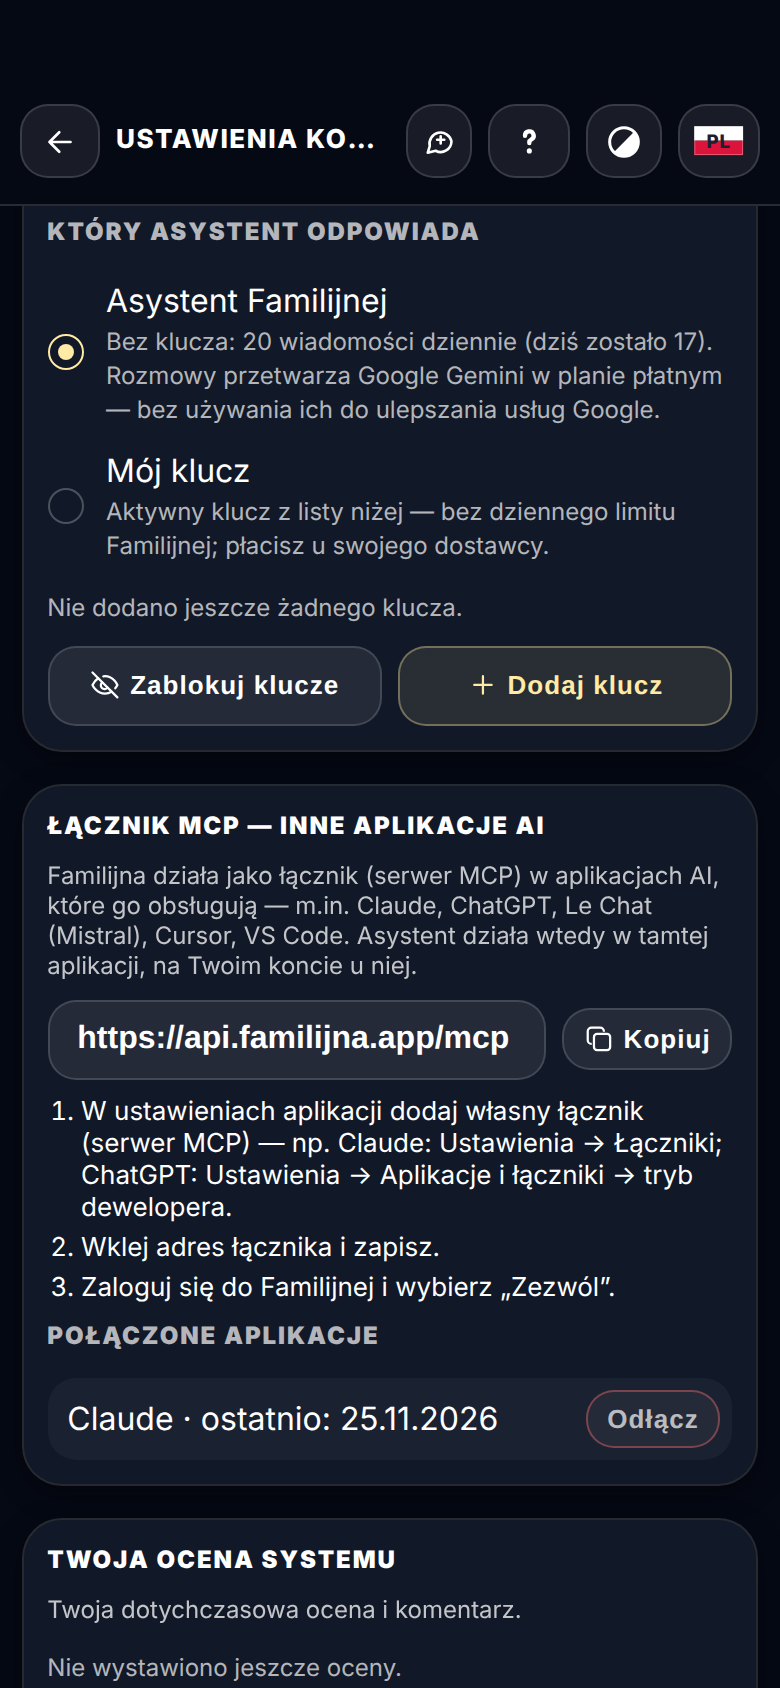 USTAWIENIA KO...
?
PL
KTÓRY ASYSTENT ODPOWIADA
Asystent Familijnej
Bez klucza: 20 wiadomości dziennie (dziś zostało 17).
Rozmowy przetwarza Google Gemini w planie płatnym
— bez używania ich do ulepszania usług Google.
Mój klucz
Aktywny klucz z listy niżej — bez dziennego limitu
Familijnej; płacisz u swojego dostawcy.
Nie dodano jeszcze żadnego klucza.
Zablokuj klucze
+ Dodaj klucz
ŁĄCZNIK MCP — INNE APLIKACJE AI
Familijna działa jako łącznik (serwer MCP) w aplikacjach AI,
które go obsługują — m.in. Claude, ChatGPT, Le Chat
(Mistral), Cursor, VS Code. Asystent działa wtedy w tamtej
aplikacji, na Twoim koncie u niej.
https://api.familijna.app/mcp
Kopiuj
1. W ustawieniach aplikacji dodaj własny łącznik
(serwer MCP) — np. Claude: Ustawienia → Łączniki;
ChatGPT: Ustawienia → Aplikacje i łączniki → tryb
dewelopera.
2. Wklej adres łącznika i zapisz.
3. Zaloguj się do Familijnej i wybierz „Zezwól”.
POŁĄCZONE APLIKACJE
Claude · ostatnio: 25.11.2026
Odłącz
TWOJA OCENA SYSTEMU
Twoja dotychczasowa ocena i komentarz.
Nie wystawiono jeszcze oceny.